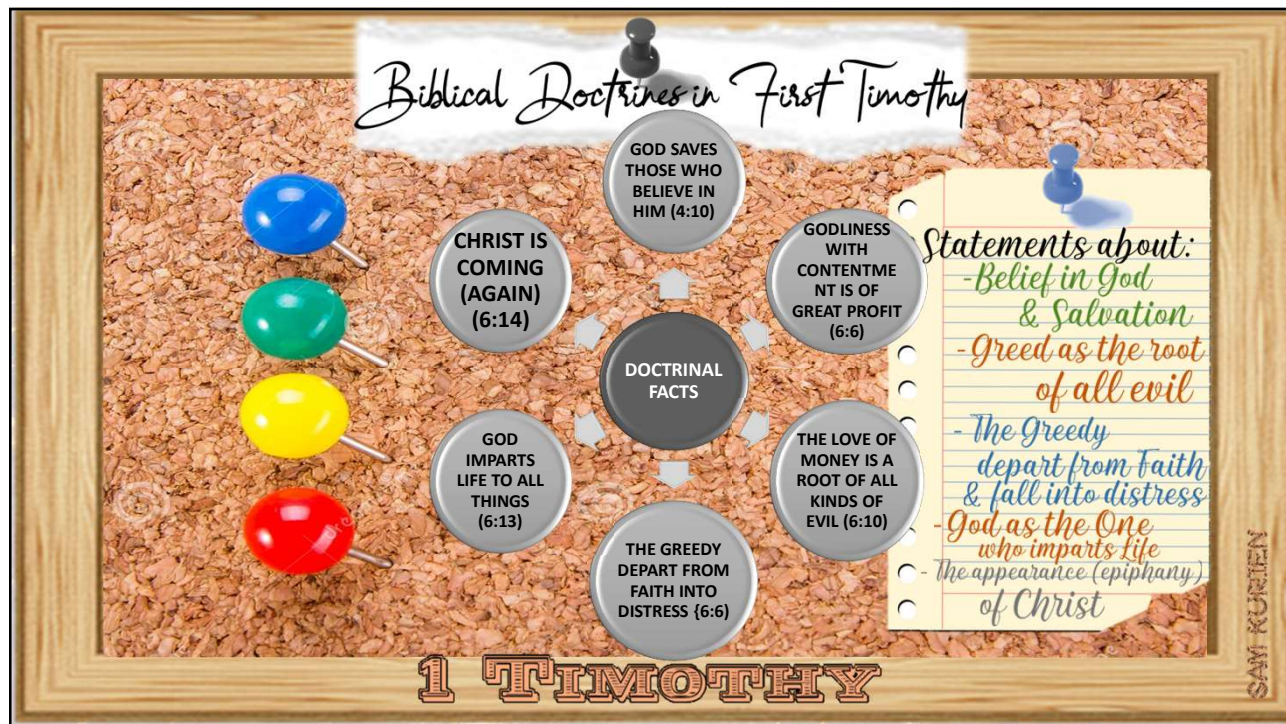 Biblical Doctrines in First Timothy
GOD SAVES
THOSE WHO
BELIEVE IN
HIM (4:10)
GODLINESS
WITH
CONTENTME
NT IS OF
GREAT PROFIT
(6:6)
THE LOVE OF
MONEY IS A
ROOT OF ALL
KINDS OF
EVIL (6:10)
THE GREEDY
DEPART FROM
FAITH INTO
DISTRESS {6:6)
GOD
IMPARTS
LIFE TO ALL
THINGS
(6:13)
CHRIST IS
COMING
(AGAIN)
(6:14)
DOCTRINAL
FACTS
Statements about:
- Belief in God
& Salvation
- Greed as the root
of all evil
- The Greedy
depart from Faith
& fall into distress
- God as the One
who imparts Life
- The appearance (epiphany)
of Christ
1 TIMOTHY
SAM KURIEN